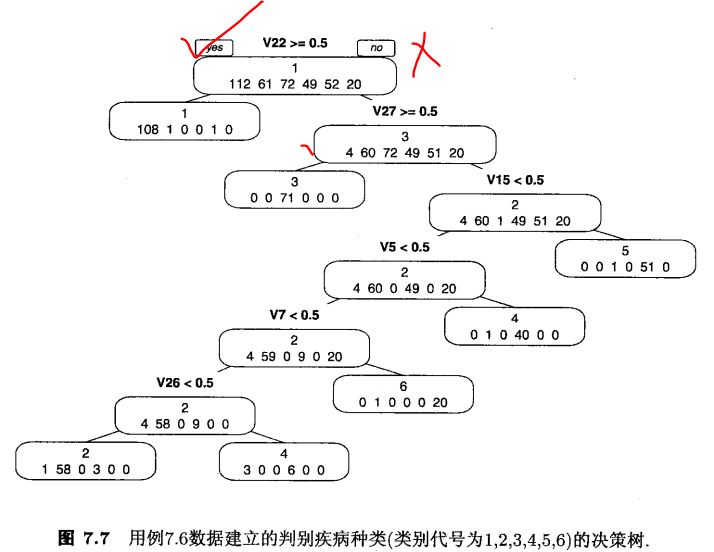 yes V22 >= 0.5 no
1
112 61 72 49 52 20
V27 >= 0.5
1
108 1 0 0 1 0
3
4 60 72 49 51 20
V15 < 0.5
3
0 0 71 0 0 0
2
4 60 1 49 51 20
V5 < 0.5
5
0 0 1 0 51 0
2
4 60 0 49 0 20
V7 < 0.5
4
0 1 0 40 0 0
2
4 59 0 9 0 20
V26 < 0.5
6
0 1 0 0 0 20
2
4 58 0 9 0 0
2
1 58 0 3 0 0
4
3 0 0 6 0 0
图 7.7 用例7.6数据建立的判别疾病种类(类别代号为1,2,3,4,5,6)的决策树.